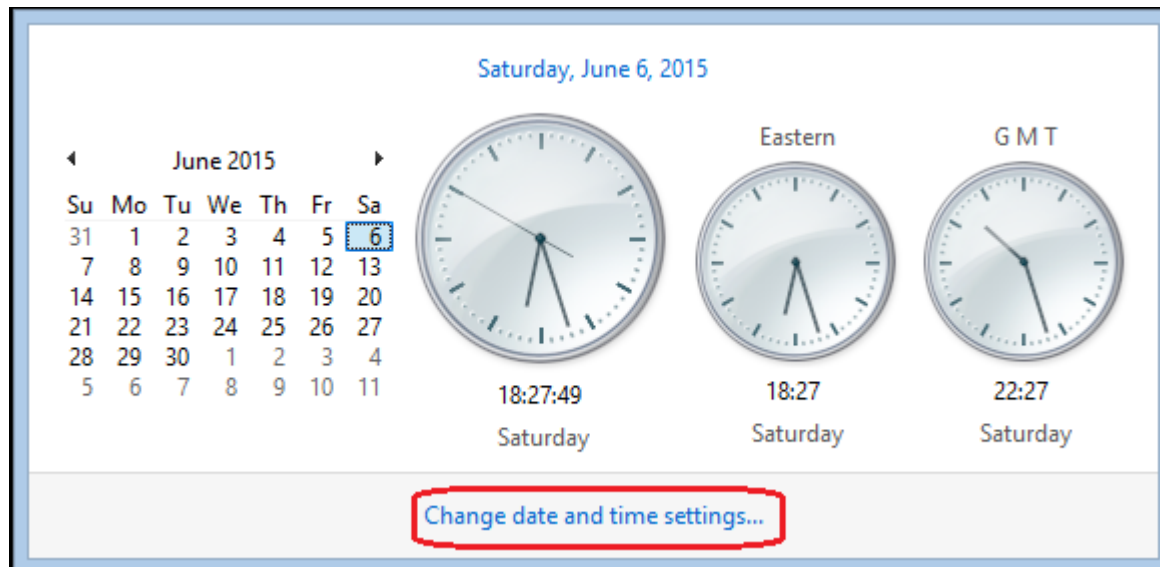 Saturday, June 6, 2015
June 2015
Su Mo Tu We Th Fr Sa
31 1 2 3 4 5 6
7 8 9 10 11 12 13
14 15 16 17 18 19 20
21 22 23 24 25 26 27
28 29 30 1 2 3 4
5 6 7 8 9 10 11
18:27:49
Saturday
Eastern
18:27
Saturday
G M T
22:27
Saturday
Change date and time settings...